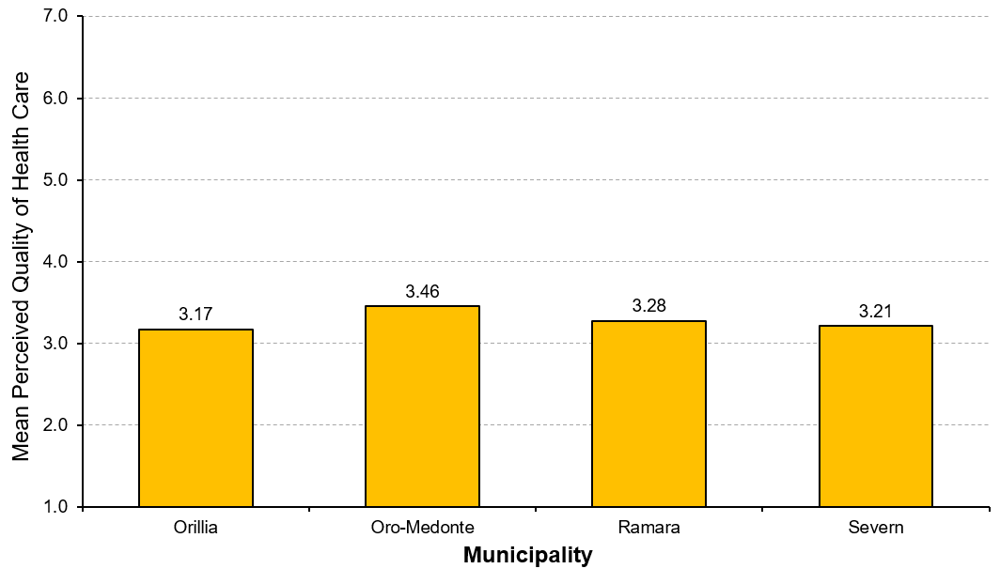 Mean Perceived Quality of Health Care
7.0
6.0
5.0
4.0
3.0
2.0
1.0
3.17
3.46
3.28
3.21
Orillia
Oro-Medonte
Ramara
Severn
Municipality